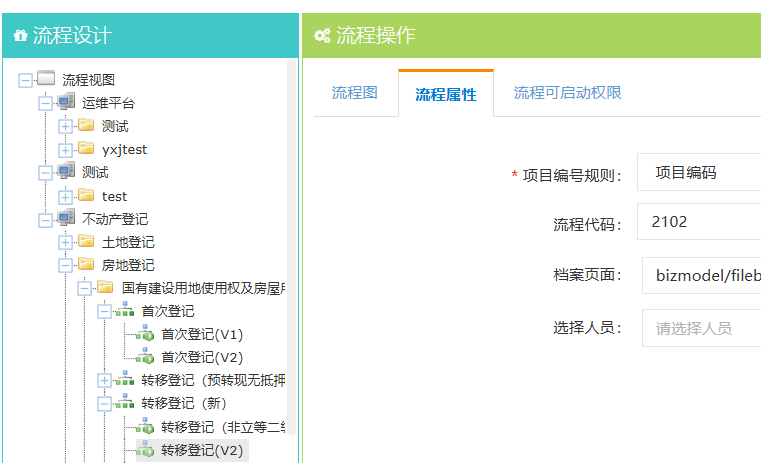 流程设计
流程视图
运维平台
测试
yxjtest
测试
test
不动产登记
土地登记
房地登记
国有建设用地使用权及房屋
首次登记
首次登记(V1)
首次登记(V2)
转移登记（预转现无抵押
转移登记（新）
转移登记（非立等二
转移登记(V2)
流程操作
流程图
流程属性
流程可启动权限
* 项目编号规则：
项目编码
流程代码：
2102
档案页面：
bizmodel/fileb
选择人员：
请选择人员